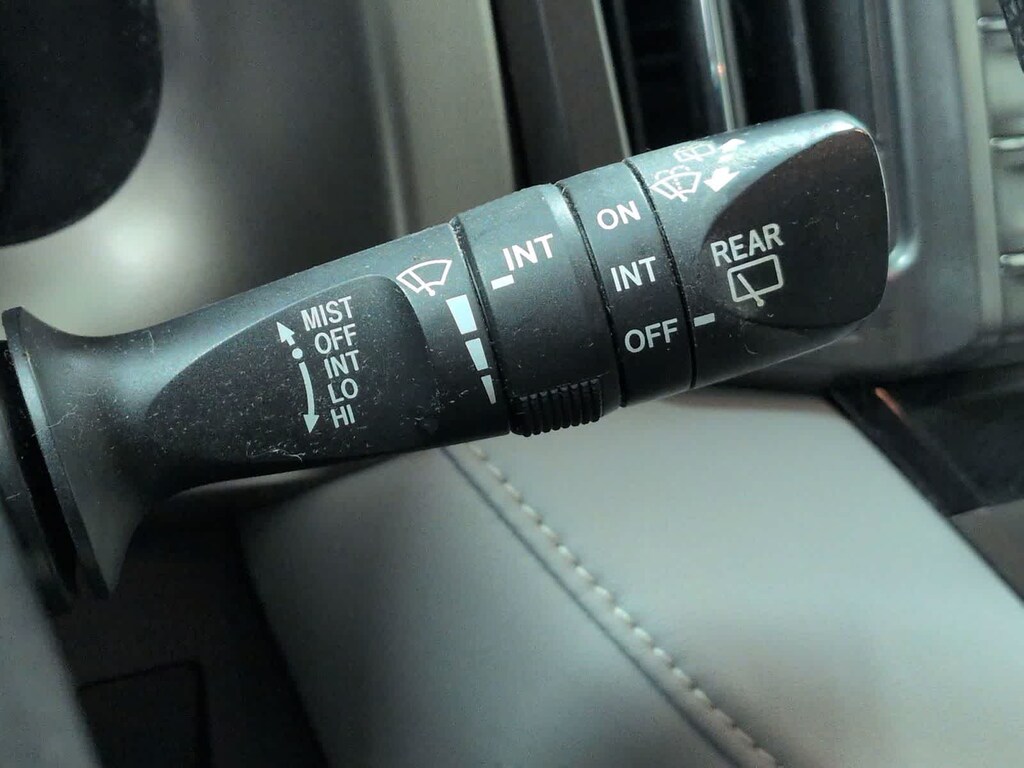 MIST
OFF
INT
LO
HI
INT
ON
INT
OFF
REAR